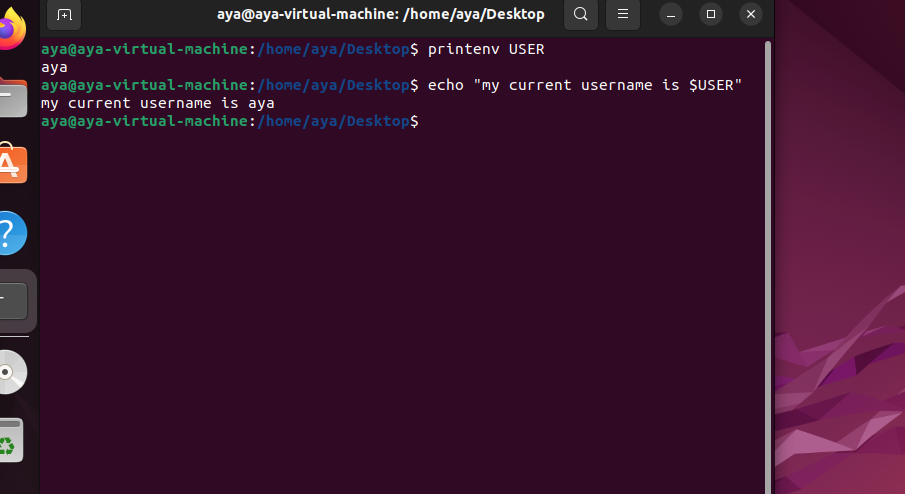 aya@aya-virtual-machine: /home/aya/Desktop
aya@aya-virtual-machine:/home/aya/Desktop$ printenv USER
aya
aya@aya-virtual-machine:/home/aya/Desktop$ echo "my current username is $USER"
my current username is aya
aya@aya-virtual-machine:/home/aya/Desktop$